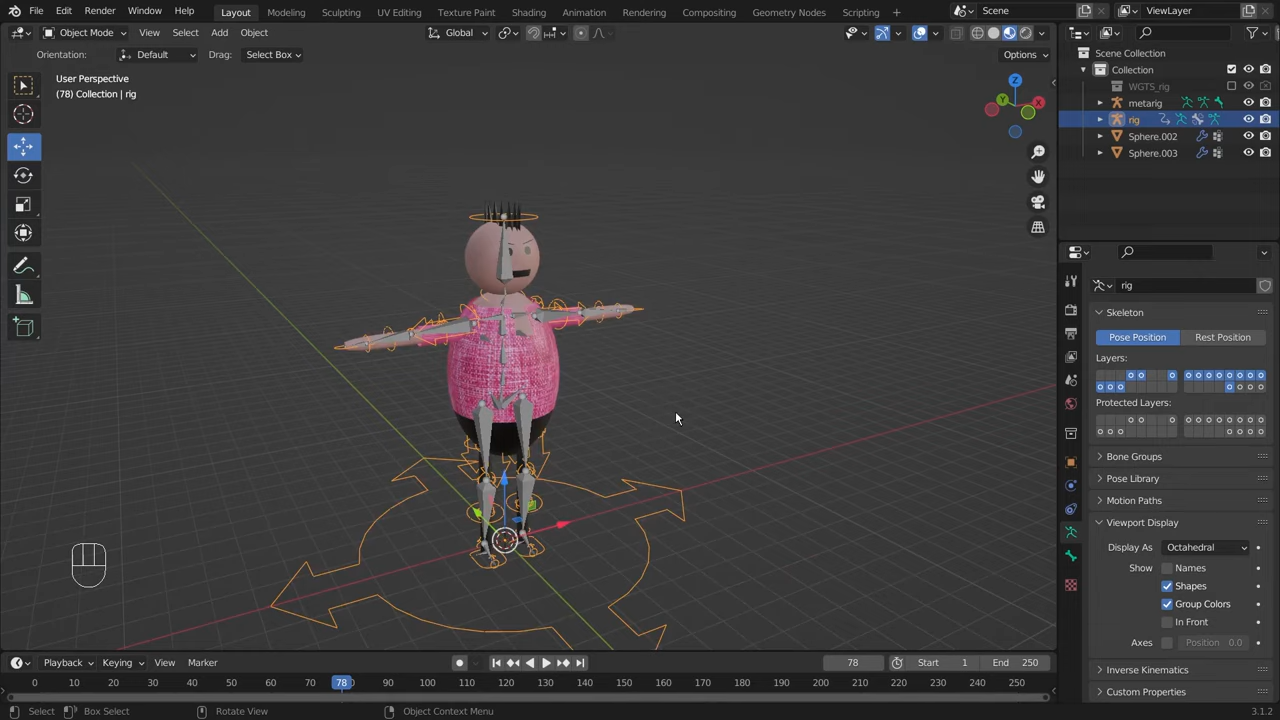 File Edit Render Window Help Layout Modeling Sculpting UV Editing Texture Paint Shading Animation Rendering Compositing Geometry Nodes Scripting Scene ViewLayer
Object Mode View Select Add Object Global
Orientation: Default Drag: Select Box Options
User Perspective
(78) Collection | rig
Z
X
Y
Scene Collection
Collection
WGTS_rig
metarig
rig
Sphere.002
Sphere.003
rig
Skeleton
Pose Position Rest Position
Layers:
Protected Layers:
Bone Groups
Pose Library
Motion Paths
Viewport Display
Display As Octahedral
Show Names
Shapes
Group Colors
In Front
Axes Position 0.0
Inverse Kinematics
Custom Properties
Playback Keying View Marker 78 Start 1 End 250
0 10 20 30 40 50 60 70 78 90 100 110 120 130 140 150 160 170 180 190 200 210 220 230 240 250
Select Box Select Rotate View Object Context Menu 3.1.2